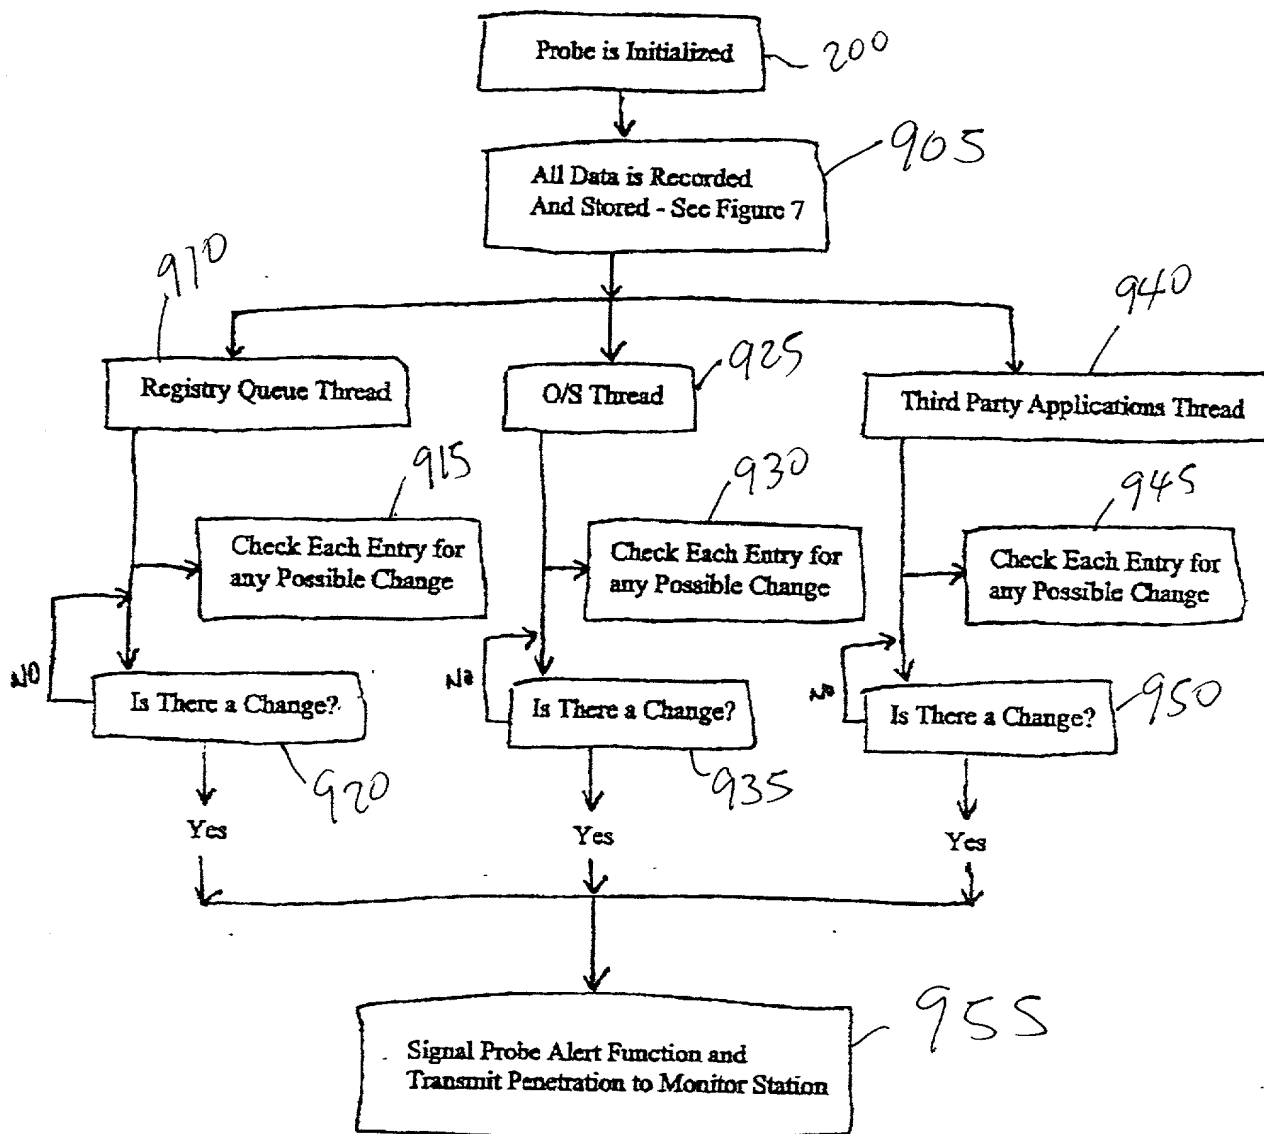 Probe is Initialized
200
All Data is Recorded
And Stored - See Figure 7
905
910
Registry Queue Thread
925
O/S Thread
940
Third Party Applications Thread
915
Check Each Entry for
any Possible Change
930
Check Each Entry for
any Possible Change
945
Check Each Entry for
any Possible Change
NO
Is There a Change?
920
No
Is There a Change?
935
No
Is There a Change?
950
Yes
Yes
Yes
Signal Probe Alert Function and
Transmit Penetration to Monitor Station
955